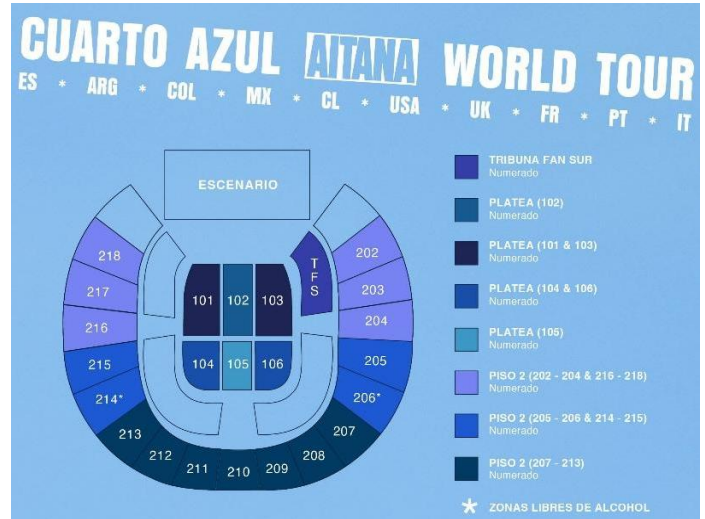 CUARTO AZUL AITANA WORLD TOUR
ES * ARG * COL * MX * CL * USA * UK * FR * PT * IT
ESCENARIO
218
217
216
215
214*
213
212
211
210
209
208
207
206*
205
204
203
202
TFS
101
102
103
104
105
106
TRIBUNA FAN SUR
Numerado
PLATEA (102)
Numerado
PLATEA (101 & 103)
Numerado
PLATEA (104 & 106)
Numerado
PLATEA (105)
Numerado
PISO 2 (202 - 204 & 216 - 218)
Numerado
PISO 2 (205 - 206 & 214 - 215)
Numerado
PISO 2 (207 - 213)
Numerado
* ZONAS LIBRES DE ALCOHOL